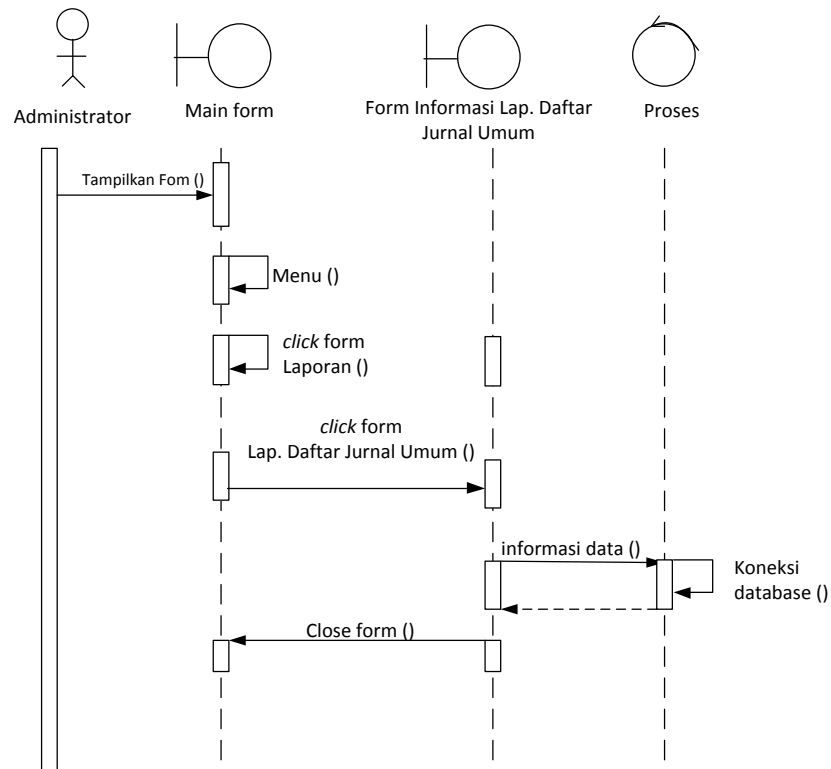 Administrator
Main form
Form Informasi Lap. Daftar
Jurnal Umum
Proses
Tampilkan Fom ()
Menu ()
click form
Laporan ()
click form
Lap. Daftar Jurnal Umum ()
informasi data ()
Koneksi
database ()
Close form ()